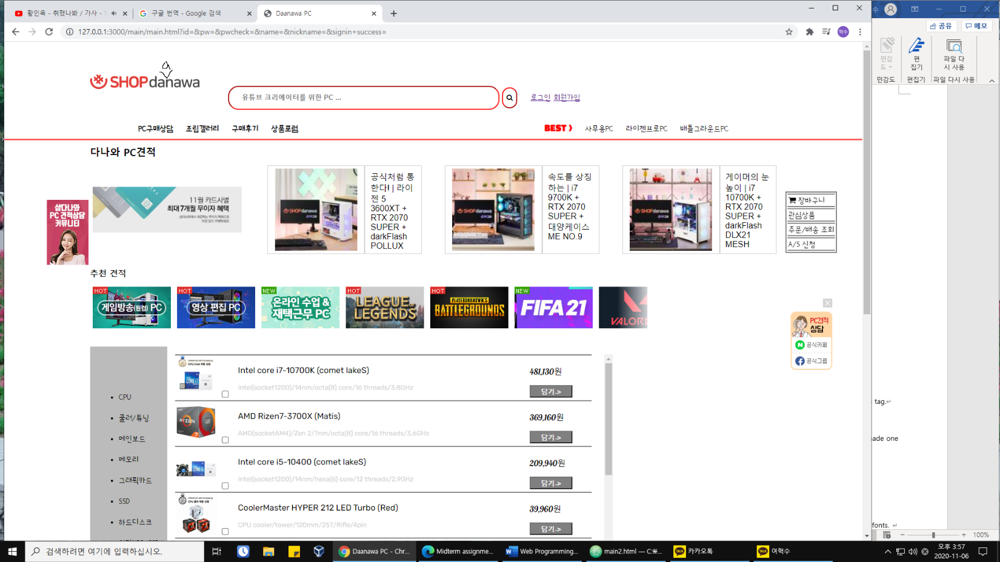 황인욱 - 취했나봐 / 가사 -
구글 번역 - Google 검색
Daanawa PC
127.0.0.1:3000/main/main.html?id=&pw=&pwcheck=&name=&nickname=&signin+success=
혁수
공유
메모
민감도
편집기
파일 다시 사용
민감도
편집기
파일 다시 사용
SHOPdanawa
유튜브 크리에이터를 위한 PC ...
로그인 회원가입
PC구매상담 조립갤러리 구매후기 상품포럼
BEST 사무용PC 라이젠프로PC 배틀그라운드PC
다나와 PC견적
샵다나와
PC 견적상담
커뮤니티
11월 카드사별
최대 7개월 무이자 혜택
공식처럼 통
한다! | 라이
젠 5
3600XT +
RTX 2070
SUPER +
darkFlash
POLLUX
속도를 상징
하는 | i7
9700K +
RTX 2070
SUPER +
대양케이스
ME NO.9
게이머의 눈
높이 | i7
10700K +
RTX 2070
SUPER +
darkFlash
DLX21
MESH
장바구니
관심상품
주문/배송 조회
A/S 신청
추천 견적
HOT
게임방송(원컴) PC
HOT
영상 편집 PC
NEW
온라인 수업 &
재택근무 PC
HOT
LEAGUE of
LEGENDS
HOT
PLAYERUNKNOWN'S
BATTLEGROUNDS
NEW
FIFA 21
VALOR
PC견적
상담
공식카페
공식그룹
CPU
쿨러/튜닝
메인보드
메모리
그래픽카드
SSD
하드디스크
Intel core i7-10700K (comet lakeS)
481,130원
Intel(socket1200)/14nm/octa(8) core/16 threads/3.8GHz
담기->
AMD Rizen7-3700X (Matis)
369,160원
AMD(socketAM4)/Zen 2/7nm/octa(8) core/16 threads/3.6GHz
담기->
Intel core i5-10400 (comet lakeS)
209,940원
Intel(socket1200)/14nm/hexa(6) core/12 threads/2.9GHz
담기->
CoolerMaster HYPER 212 LED Turbo (Red)
39,960원
CPU cooler/tower/120mm/25T/Rifle/4pin
담기->
tag.
ade one
fonts.
100%
검색하려면 여기에 입력하십시오.
Daanawa PC - Chr...
Midterm assignme...
Web Programming...
main2.html — C:₩...
카카오톡
여혁수
오후 3:57
2020-11-06